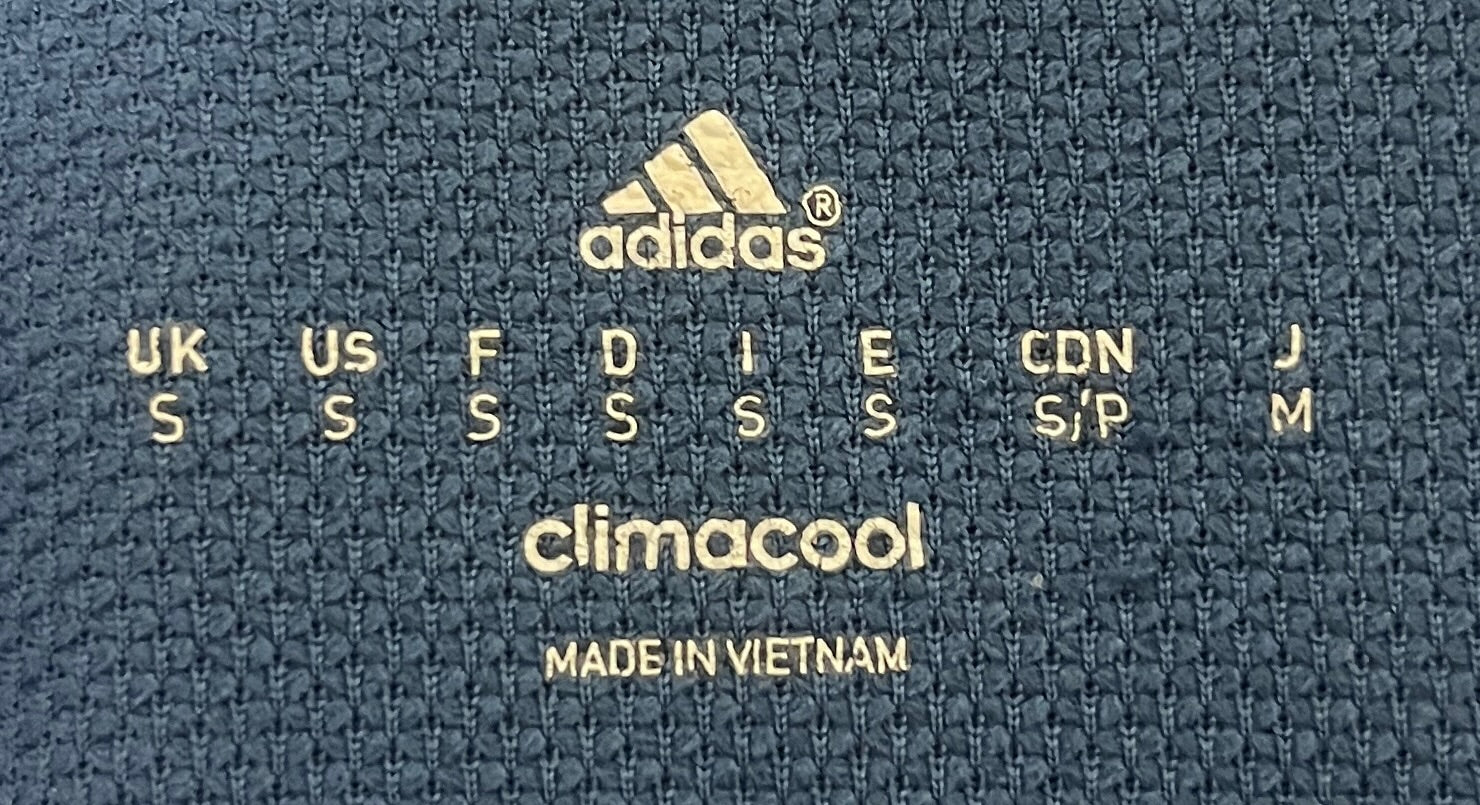 adidas®
UK US F D I E CDN J
S S S S S S S/P M
climacool
MADE IN VIETNAM